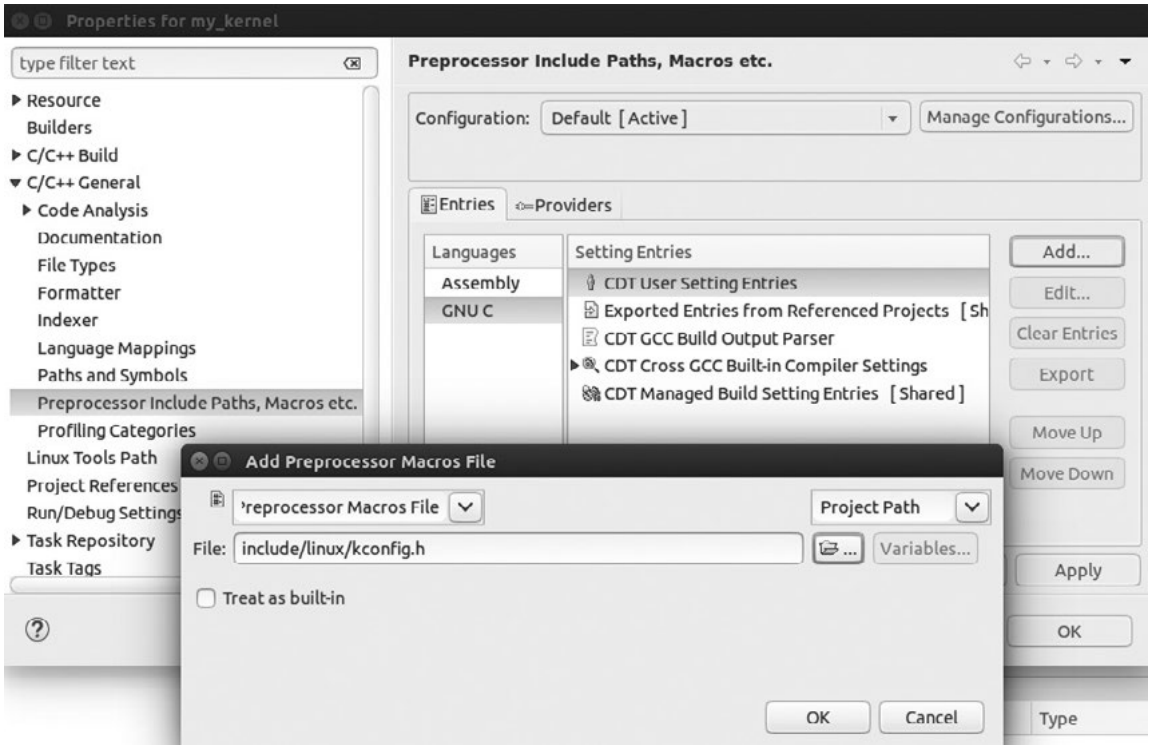 Properties for my_kernel
type filter text
Resource
Builders
C/C++ Build
C/C++ General
Code Analysis
Documentation
File Types
Formatter
Indexer
Language Mappings
Paths and Symbols
Preprocessor Include Paths, Macros etc.
Profiling Categories
Linux Tools Path
Project References
Run/Debug Settings
Task Repository
Task Tags
Preprocessor Include Paths, Macros etc.
Configuration: Default [ Active ] Manage Configurations...
Entries Providers
Languages
Assembly
GNU C
Setting Entries
CDT User Setting Entries
Exported Entries from Referenced Projects [ Sh
CDT GCC Build Output Parser
CDT Cross GCC Built-in Compiler Settings
CDT Managed Build Setting Entries [ Shared ]
Add...
Edit...
Clear Entries
Export
Move Up
Move Down
Apply
OK
Add Preprocessor Macros File
reprocessor Macros File Project Path
File: include/linux/kconfig.h ... Variables...
Treat as built-in
OK Cancel
Type